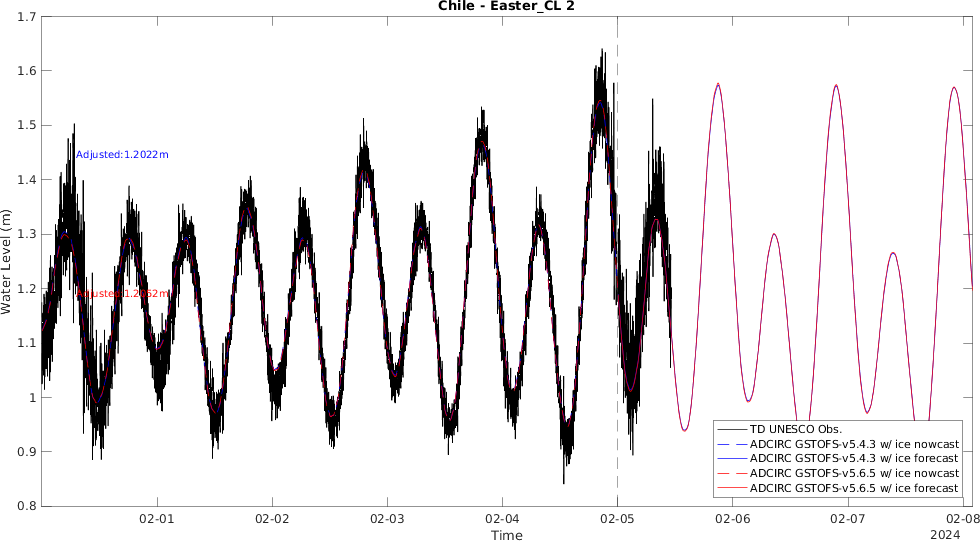 Chile - Easter_CL 2
1.7
1.6
1.5
1.4
1.3
1.2
1.1
1
0.9
0.8
Water Level (m)
Adjusted:1.2022m
02-01
02-02
02-03
02-04
02-05
02-06
02-07
02-08
2024
Time
TD UNESCO Obs.
ADCIRC GSTOFS-v5.4.3 w/ ice nowcast
ADCIRC GSTOFS-v5.4.3 w/ ice forecast
ADCIRC GSTOFS-v5.6.5 w/ ice nowcast
ADCIRC GSTOFS-v5.6.5 w/ ice forecast